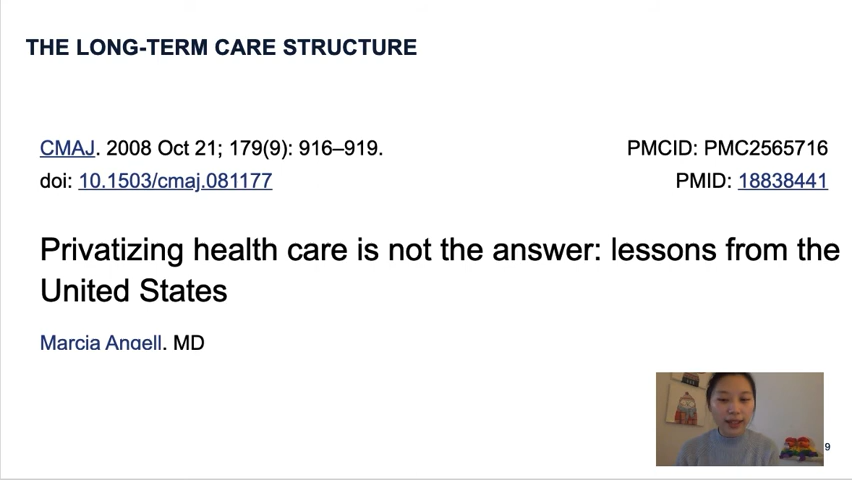 THE LONG-TERM CARE STRUCTURE
CMAJ. 2008 Oct 21; 179(9): 916–919.
PMCID: PMC2565716
doi: 10.1503/cmaj.081177
PMID: 18838441
Privatizing health care is not the answer: lessons from the
United States
Marcia Angell, MD
9